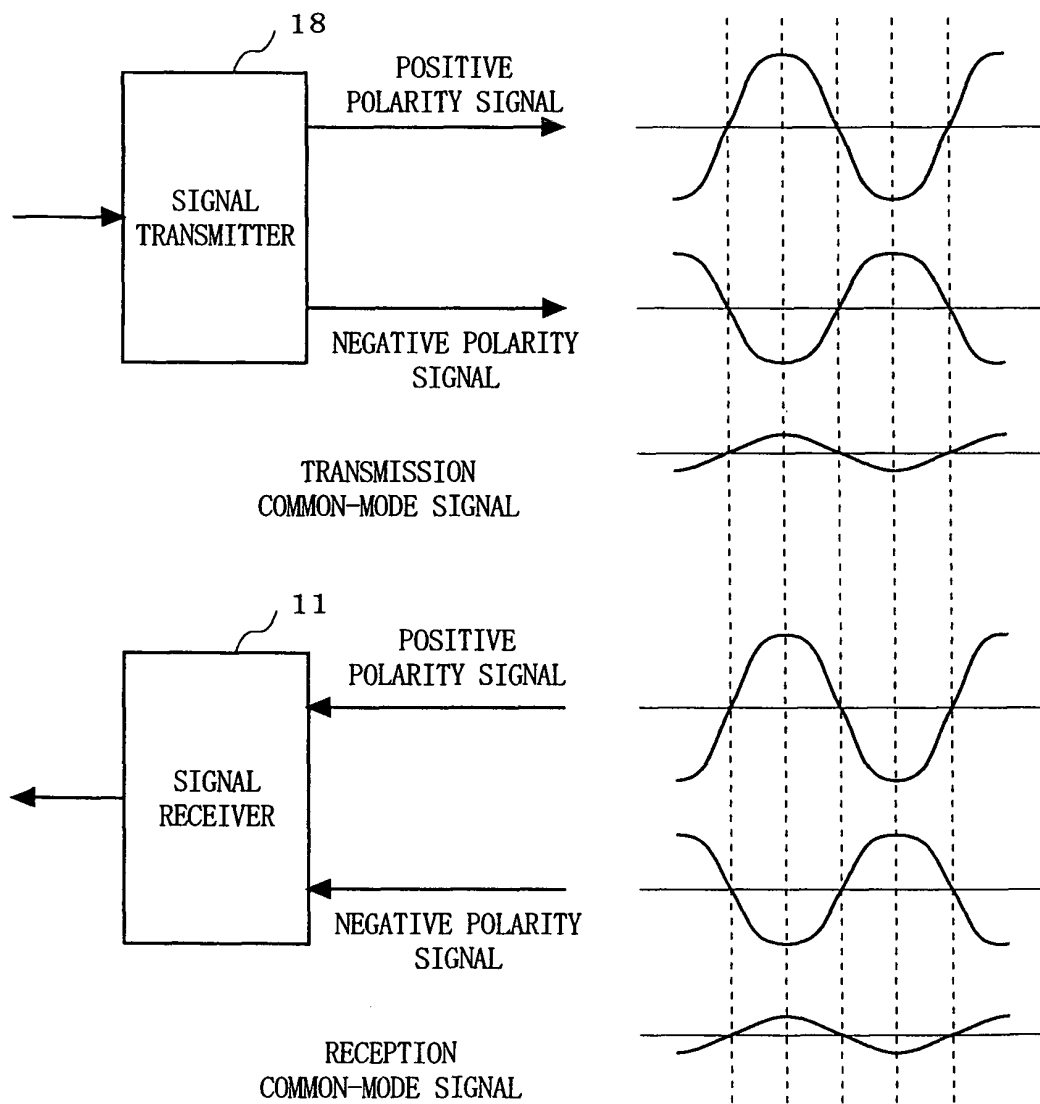 18
POSITIVE
POLARITY SIGNAL
SIGNAL
TRANSMITTER
NEGATIVE POLARITY
SIGNAL
TRANSMISSION
COMMON-MODE SIGNAL
11
POSITIVE
POLARITY SIGNAL
SIGNAL
RECEIVER
NEGATIVE POLARITY
SIGNAL
RECEPTION
COMMON-MODE SIGNAL